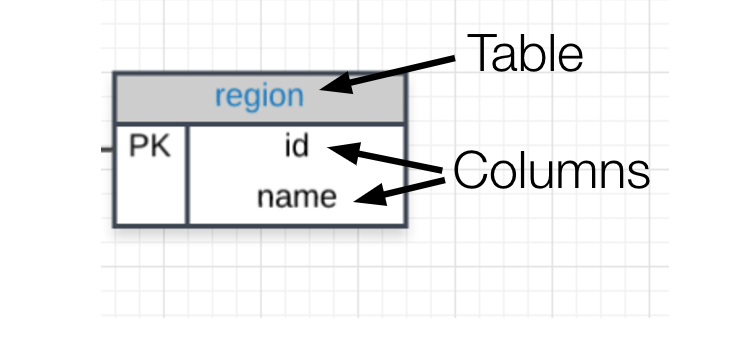 Table
region
PK id
Columns
name